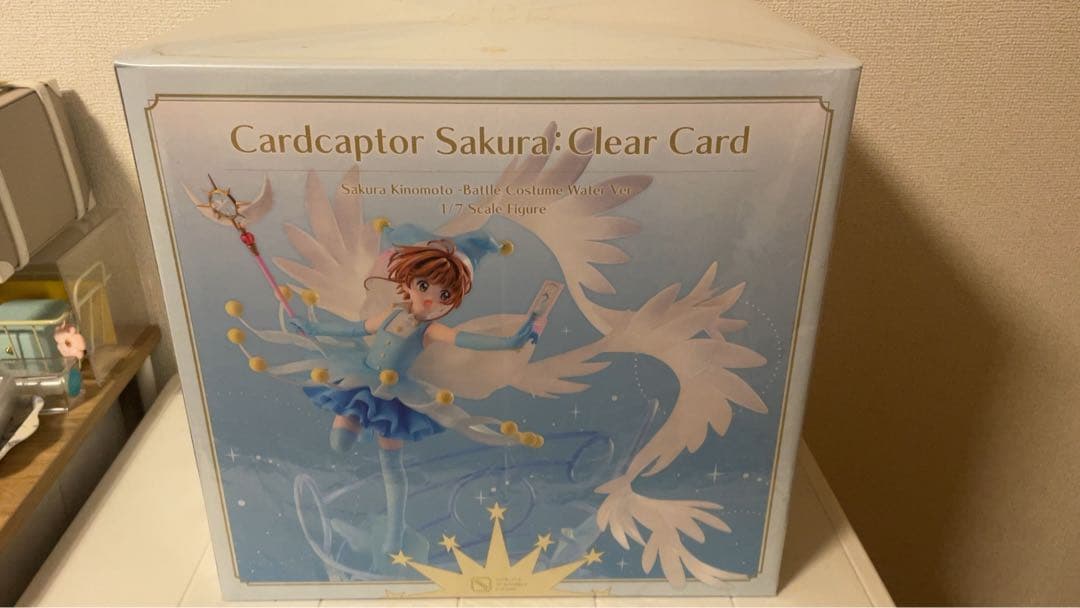 Cardcaptor Sakura:Clear Card
Sakura Kinomoto -Battle Costume Water Ver
1/7 Scale Figure